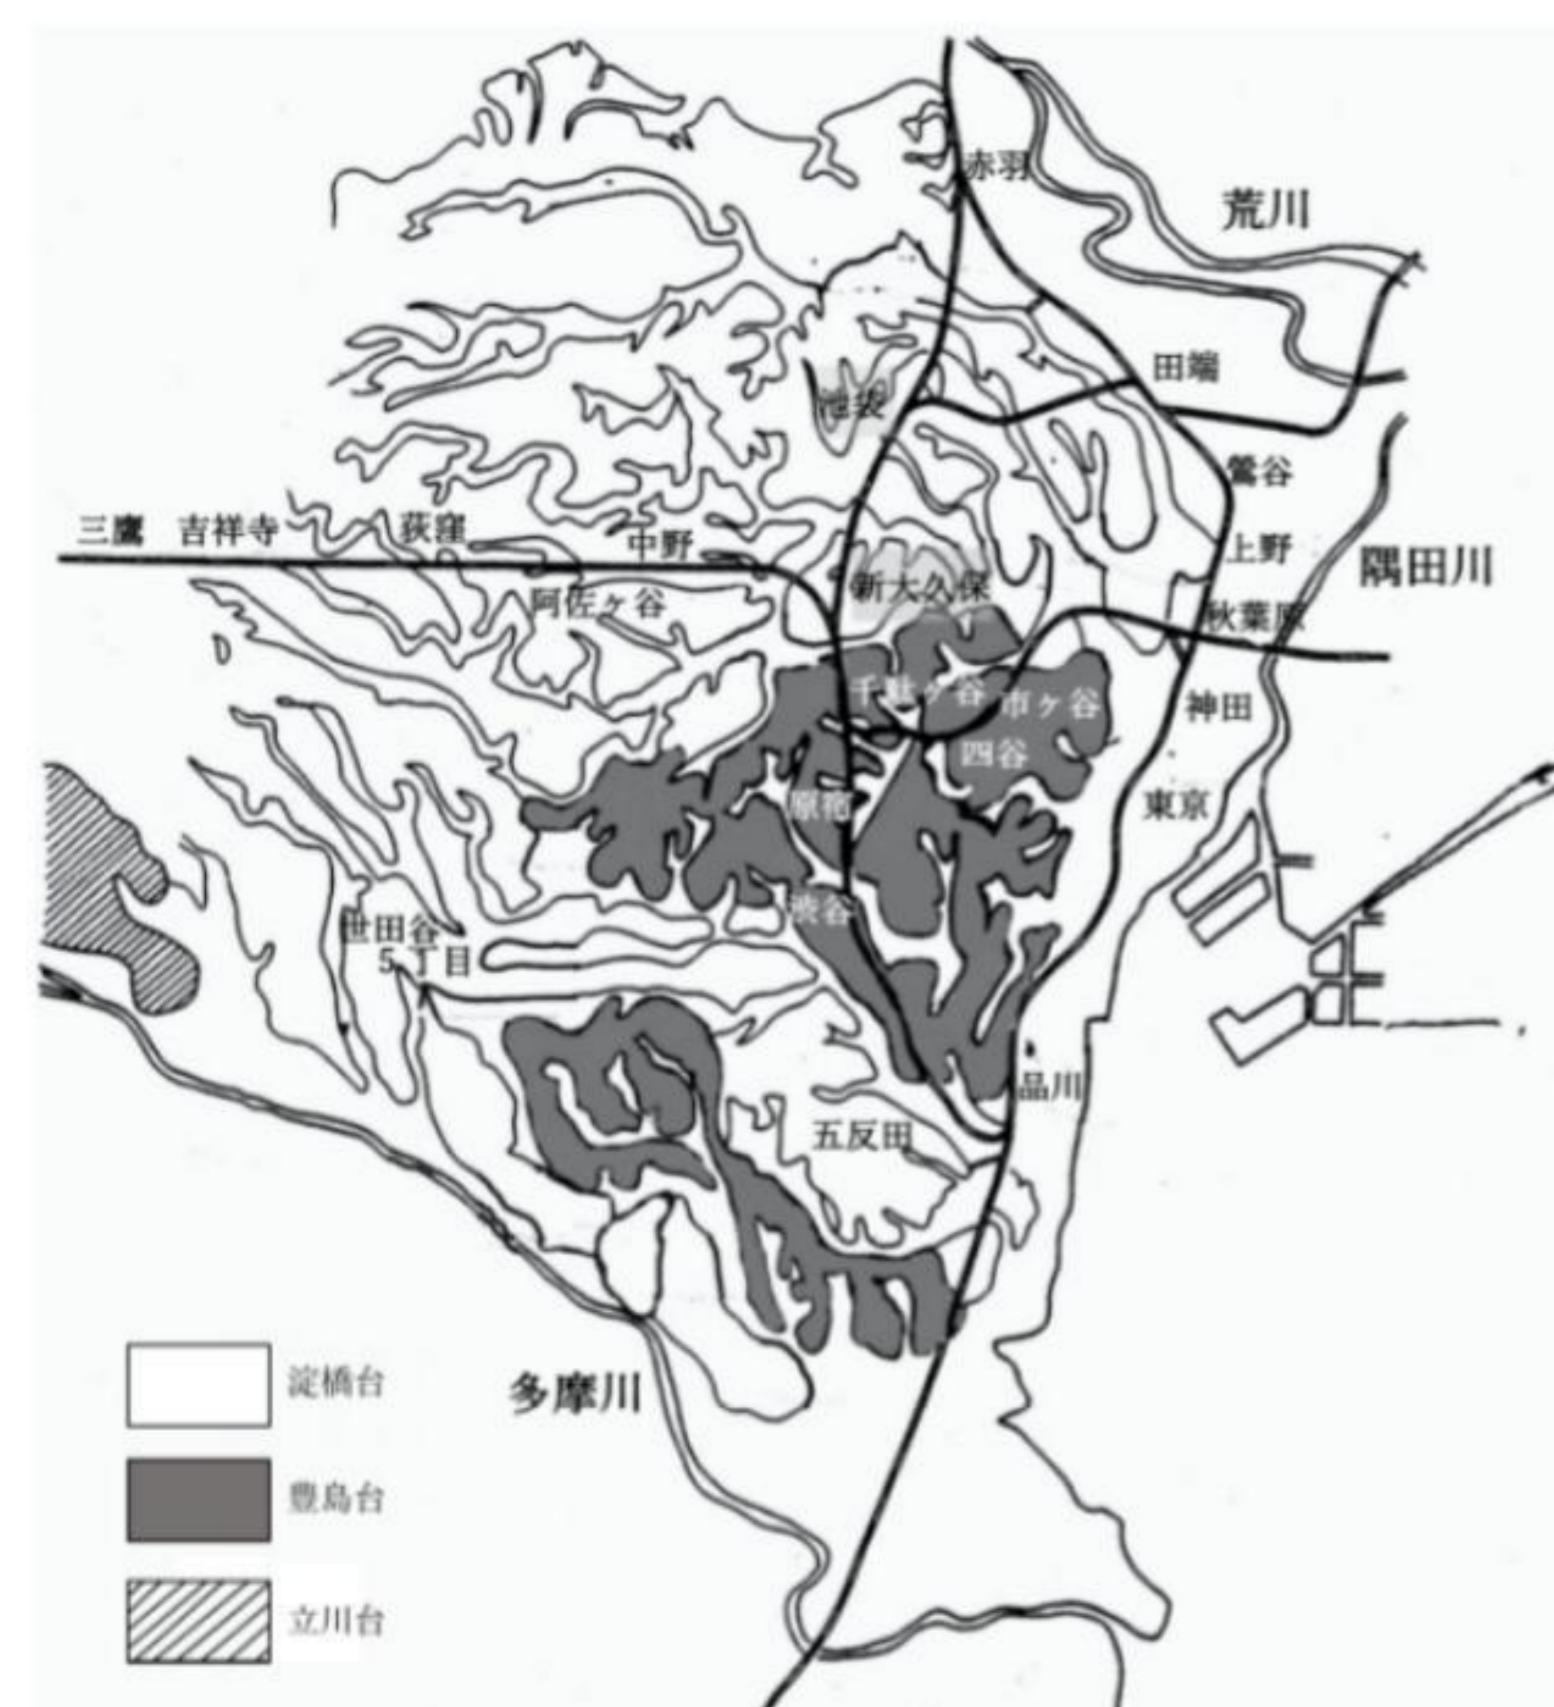 赤羽
荒川
田端
池袋
鶯谷
三鷹 吉祥寺 荻窪 中野
上野
隅田川
新大久保
阿佐ヶ谷
秋葉原
千駄ヶ谷 市ヶ谷
神田
四谷
原宿
東京
渋谷
世田谷
5丁目
品川
五反田
多摩川
淀橋台
豊島台
立川台